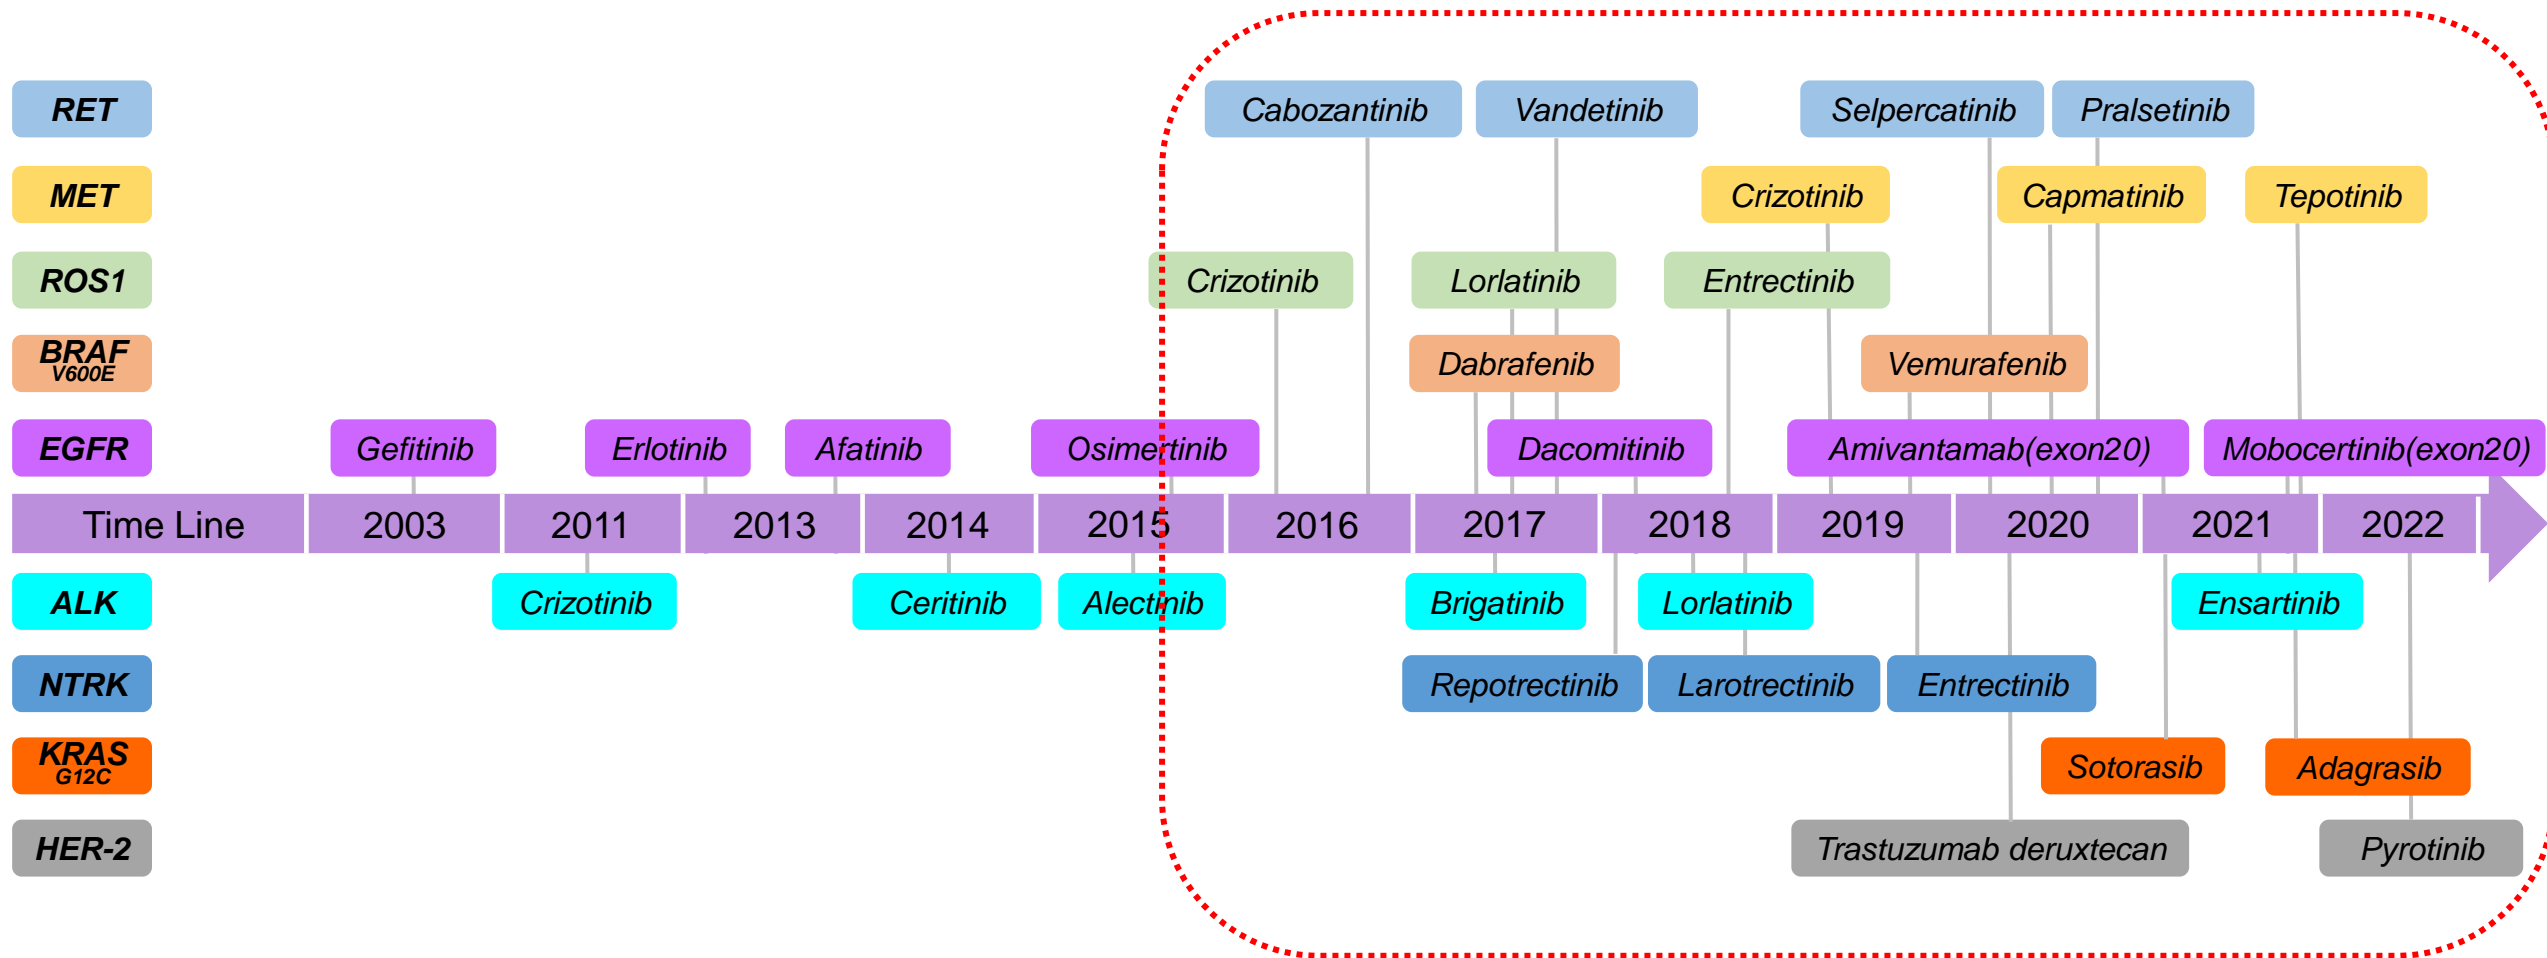 RET Cabozantinib Vandetinib Selpercatinib Pralsetinib
MET Crizotinib Capmatinib Tepotinib
ROS1 Crizotinib Lorlatinib Entrectinib
BRAF
V600E Dabrafenib Vemurafenib
EGFR Gefitinib Erlotinib Afatinib Osimertinib Dacomitinib Amivantamab(exon20) Mobocertinib(exon20)
Time Line 2003 2011 2013 2014 2015 2016 2017 2018 2019 2020 2021 2022
ALK Crizotinib Ceritinib Alectinib Brigatinib Lorlatinib Ensartinib
NTRK Repotrectinib Larotrectinib Entrectinib
KRAS
G12C Sotorasib Adagrasib
HER-2 Trastuzumab deruxtecan Pyrotinib